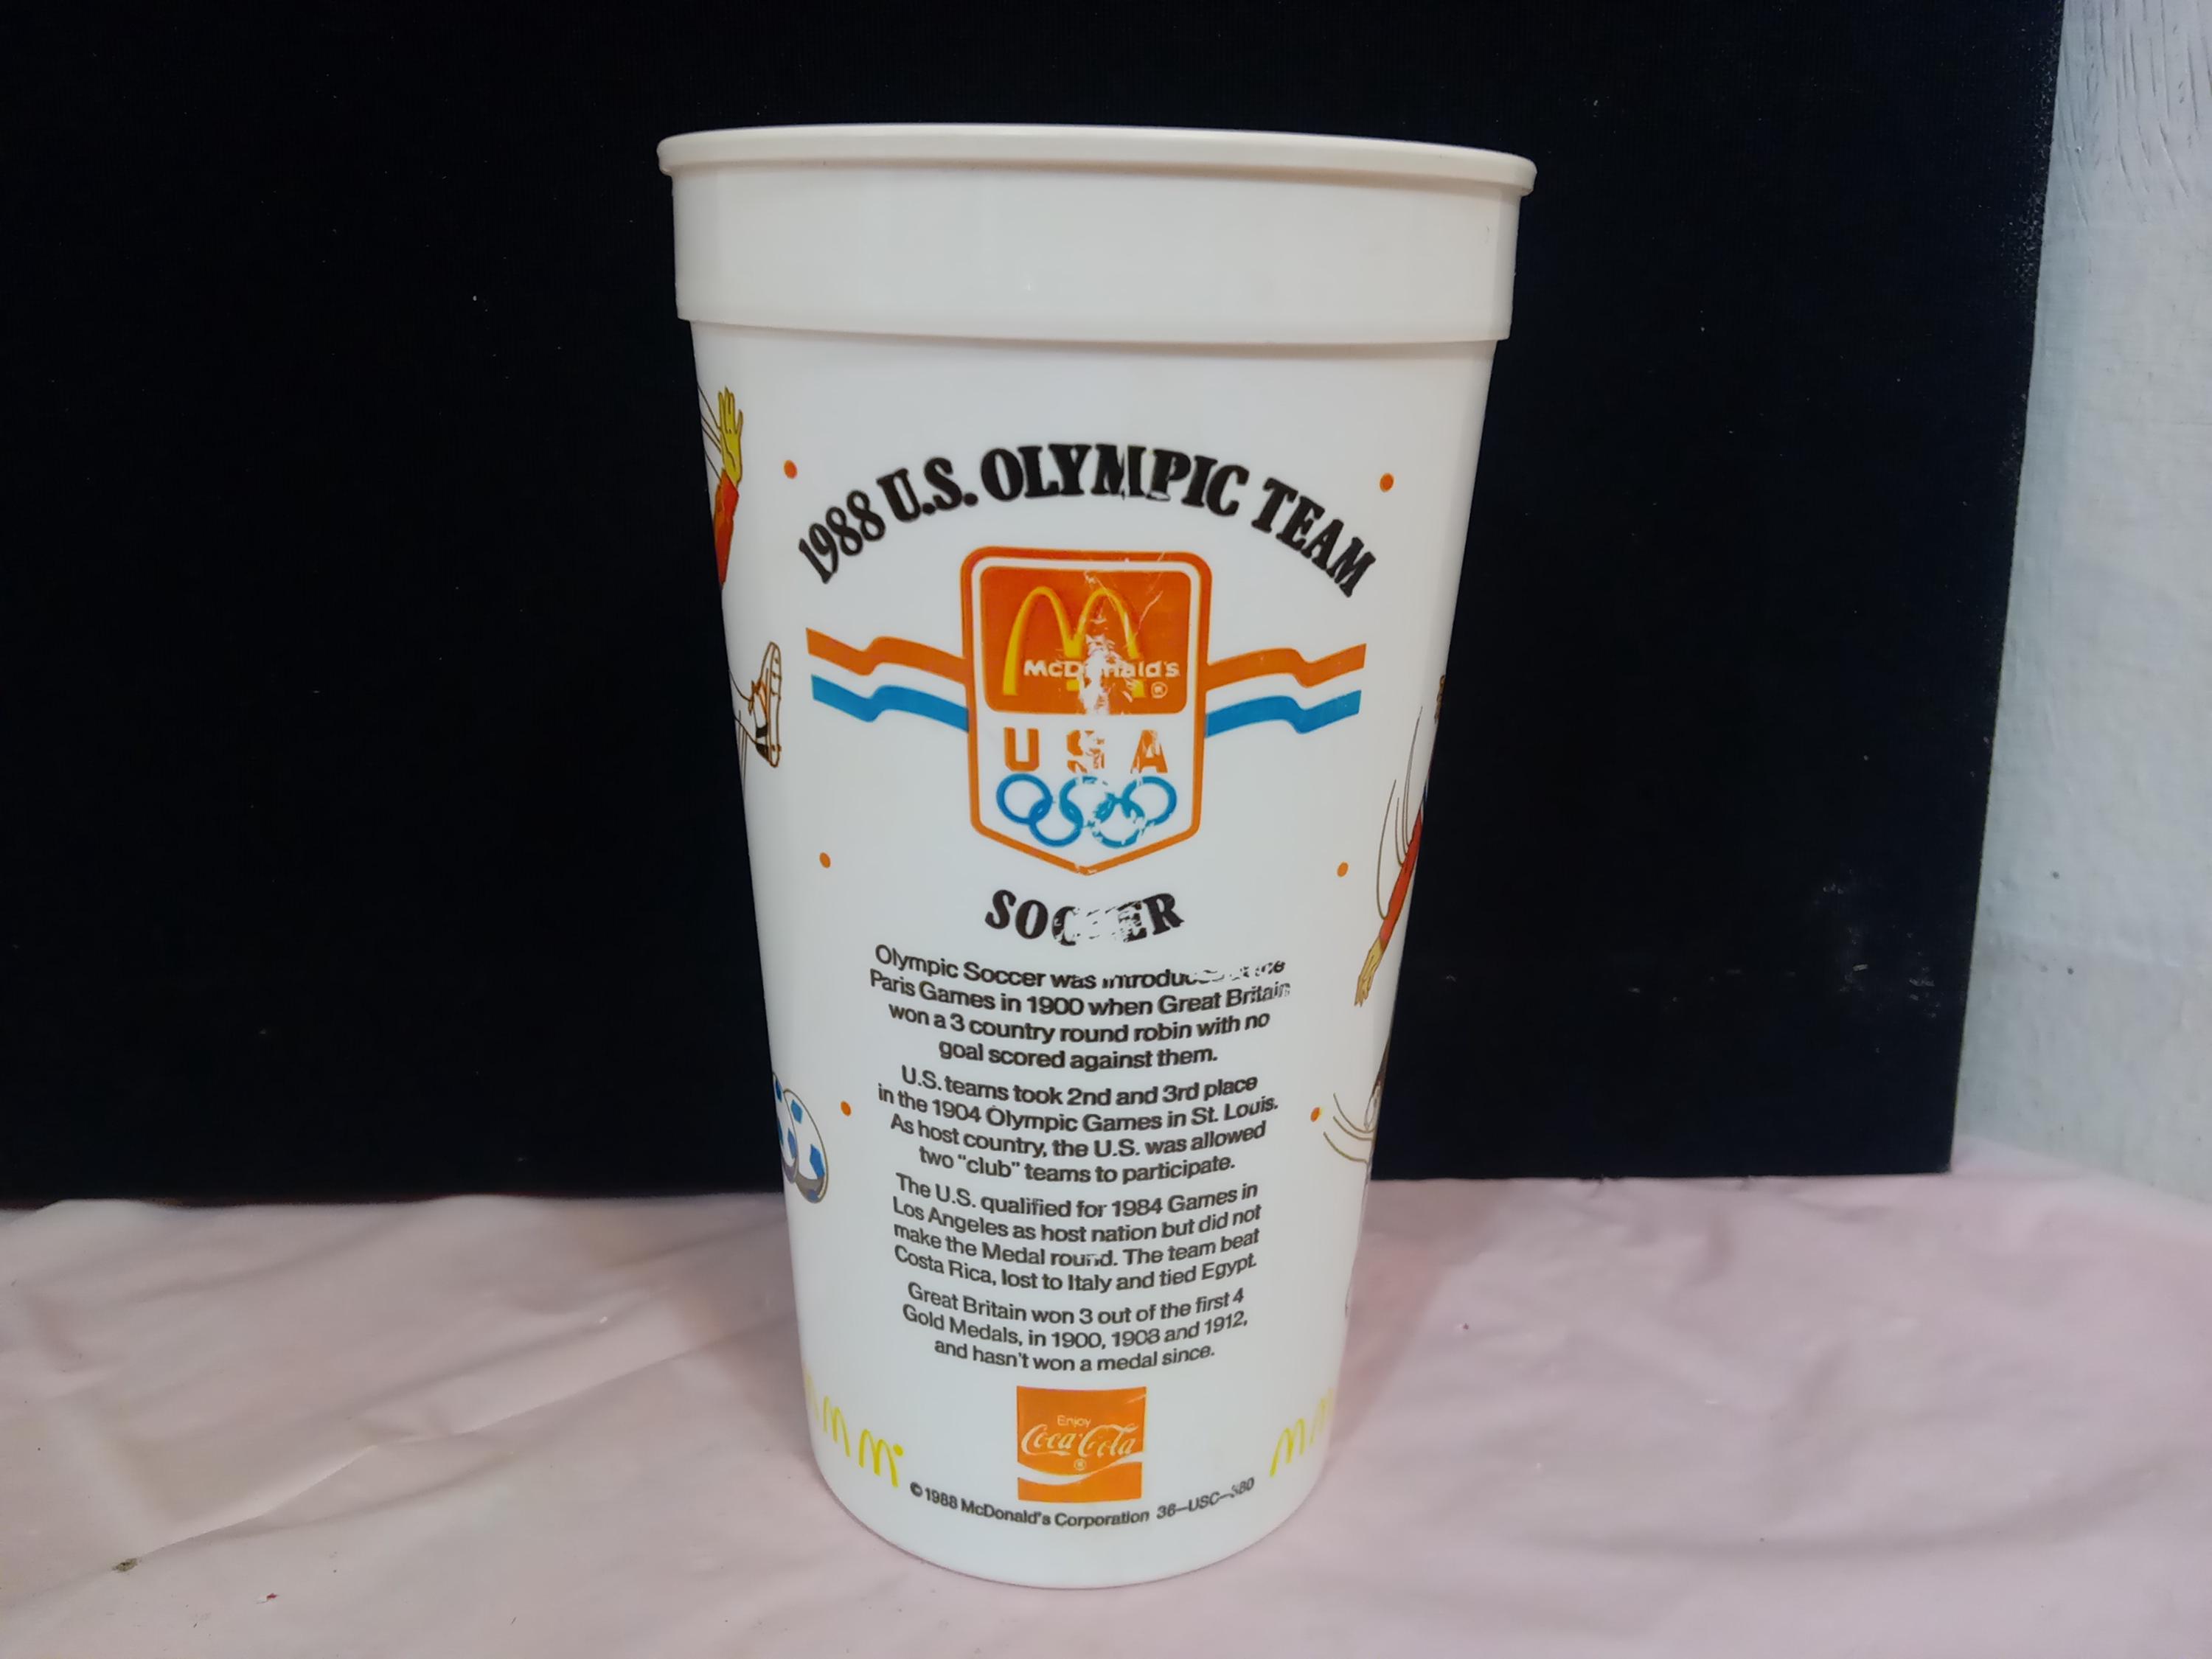 1988 U.S. OLYMPIC TEAM
McDonald's
®
USA
SOCCER
Olympic Soccer was introduced
Paris Games in 1900 when Great Britain
won a 3 country round robin with no
goal scored against them.
U.S. teams took 2nd and 3rd place
in the 1904 Olympic Games in St. Louis.
As host country, the U.S. was allowed
two "club" teams to participate.
The U.S. qualified for 1984 Games in
Los Angeles as host nation but did not
make the Medal round. The team beat
Costa Rica, lost to Italy and tied Egypt.
Great Britain won 3 out of the first 4
Gold Medals, in 1900, 1908 and 1912,
and hasn't won a medal since.
Enjoy
Coca-Cola
®
© 1988 McDonald's Corporation